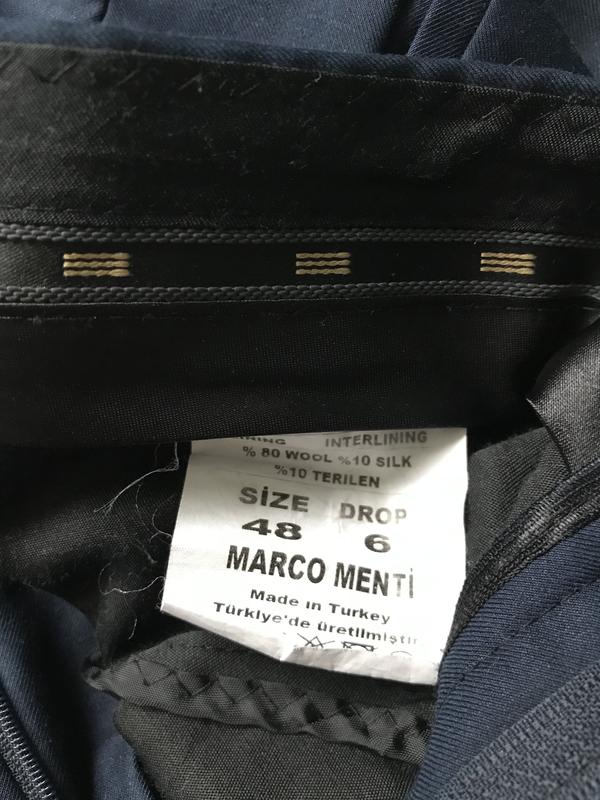 INTERLINING
% 80 WOOL %10 SILK
%10 TERILEN
SİZE DROP
48 6
MARCO MENTİ
Made in Turkey
Türkiye'de üretilmiştir